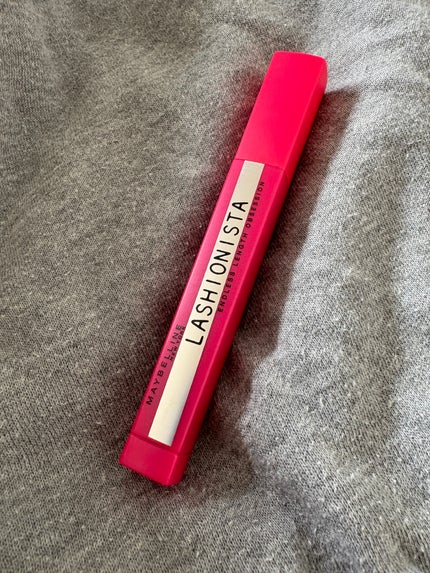 MAYBELLINE
NEW YORK
LASHIONISTA
ENDLESS LENGTH OBSESSION